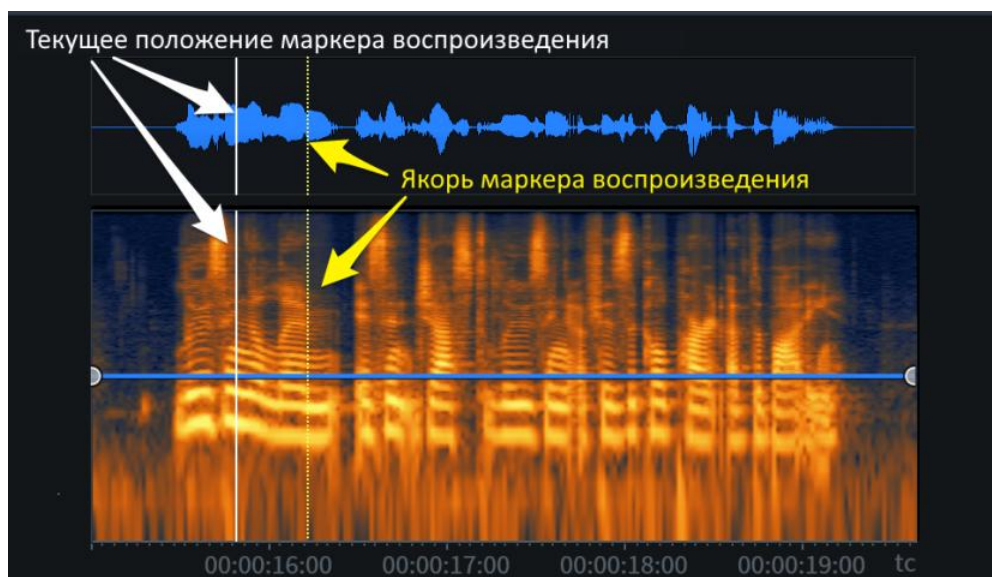 Текущее положение маркера воспроизведения
Якорь маркера воспроизведения
00:00:16:00 00:00:17:00 00:00:18:00 00:00:19:00 tc